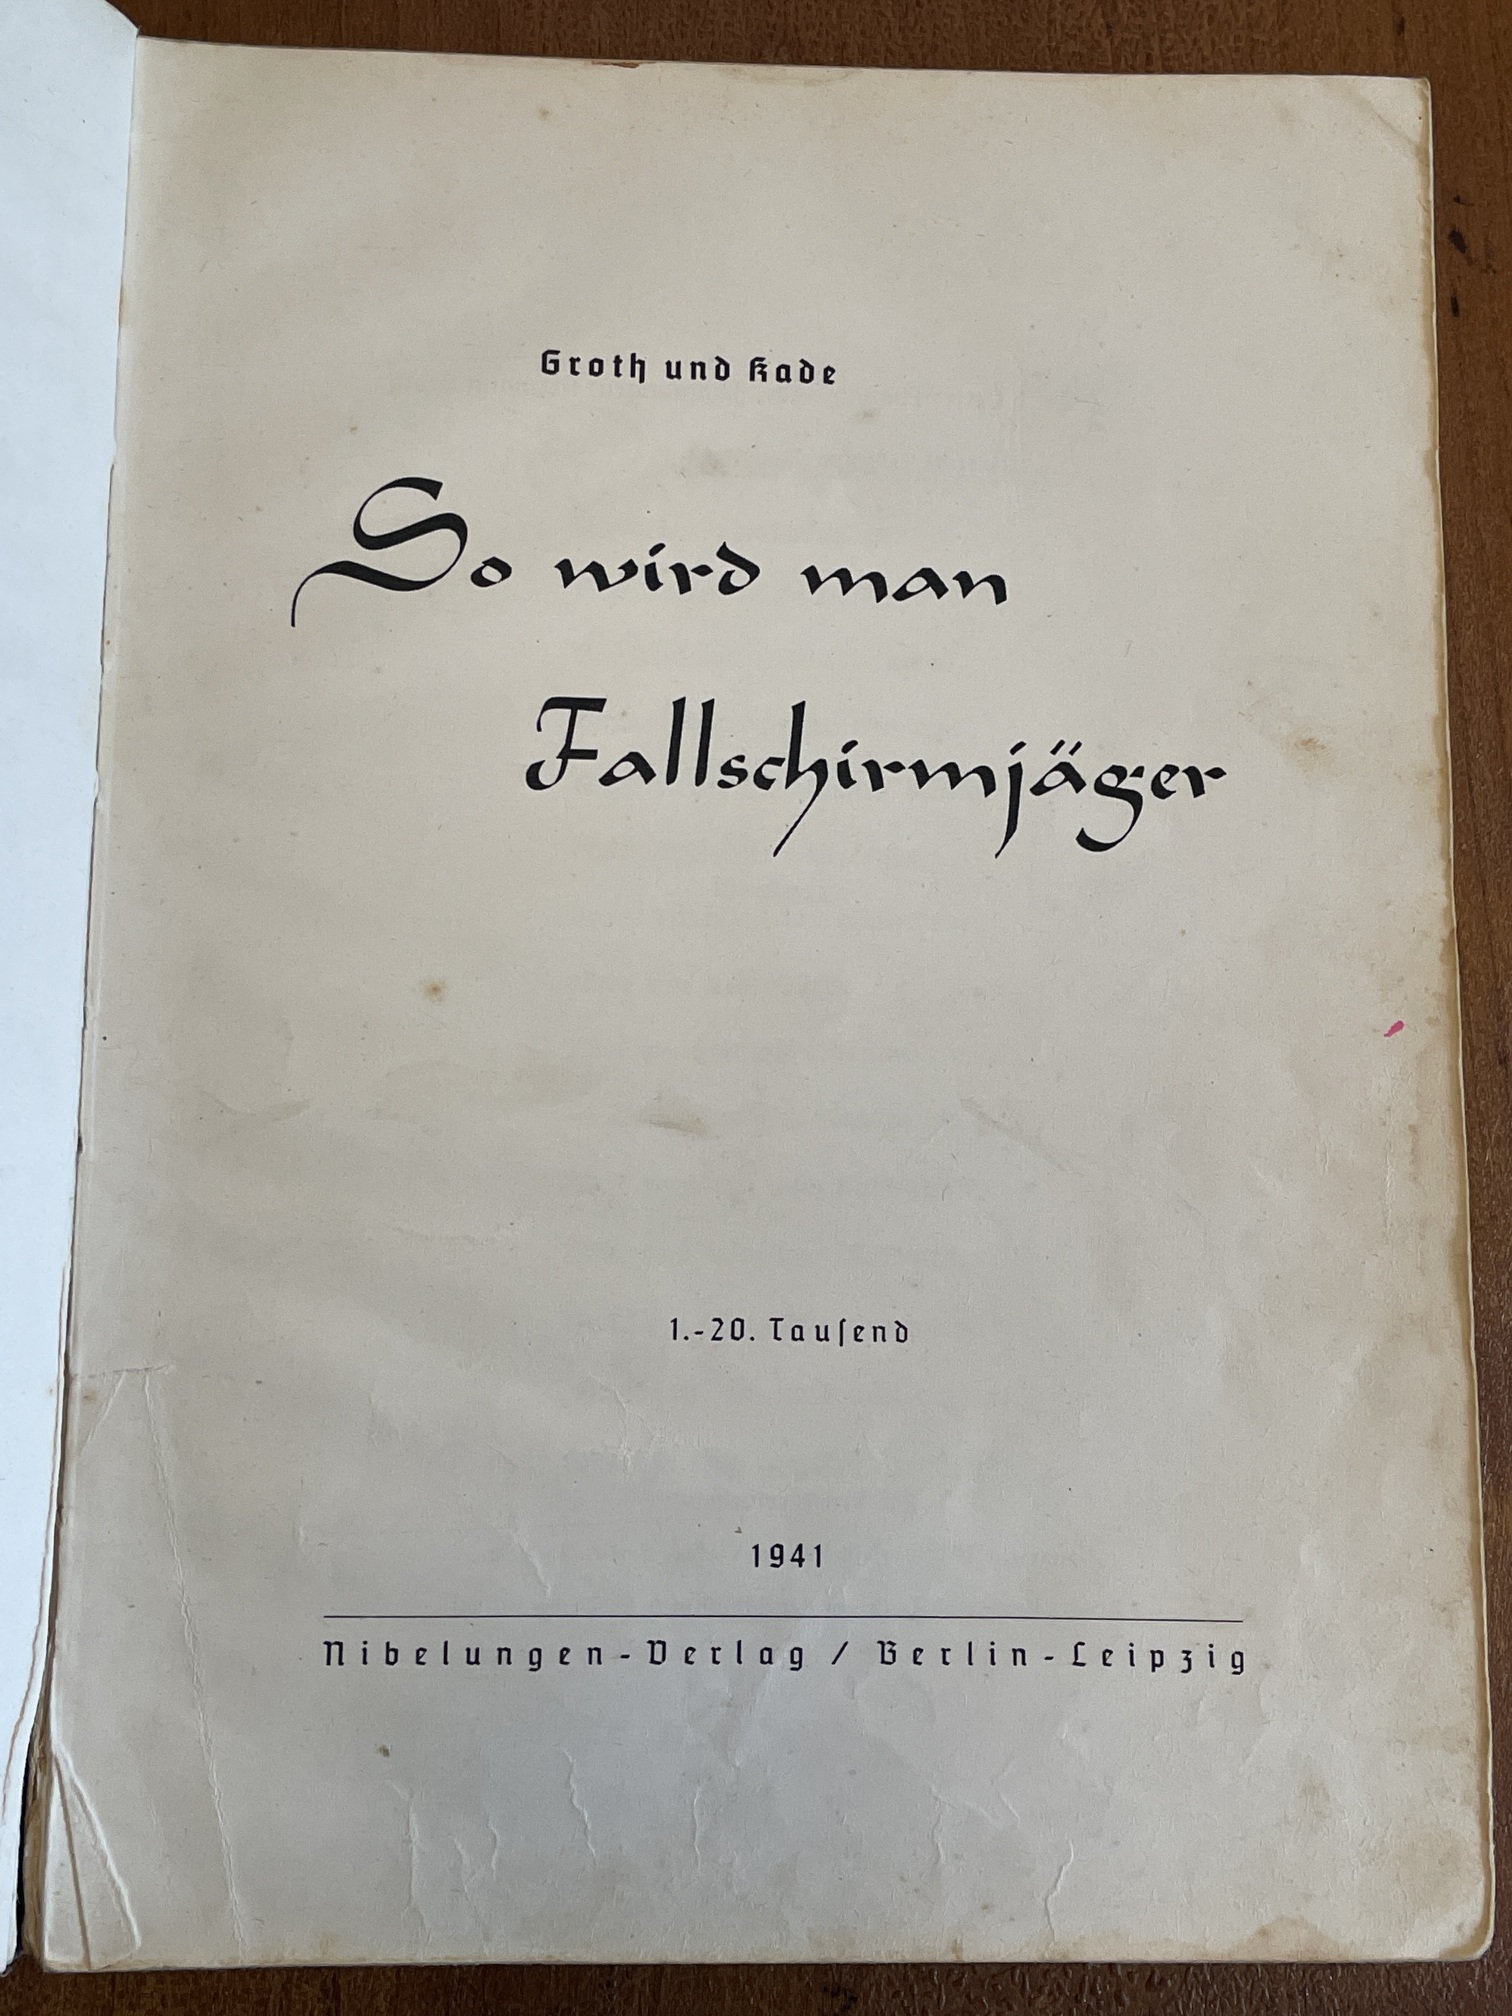 Groth und Kade
So wird man
Fallschirmjäger
1.-20. Tauſend
1941
Nibelungen-Verlag / Berlin-Leipzig